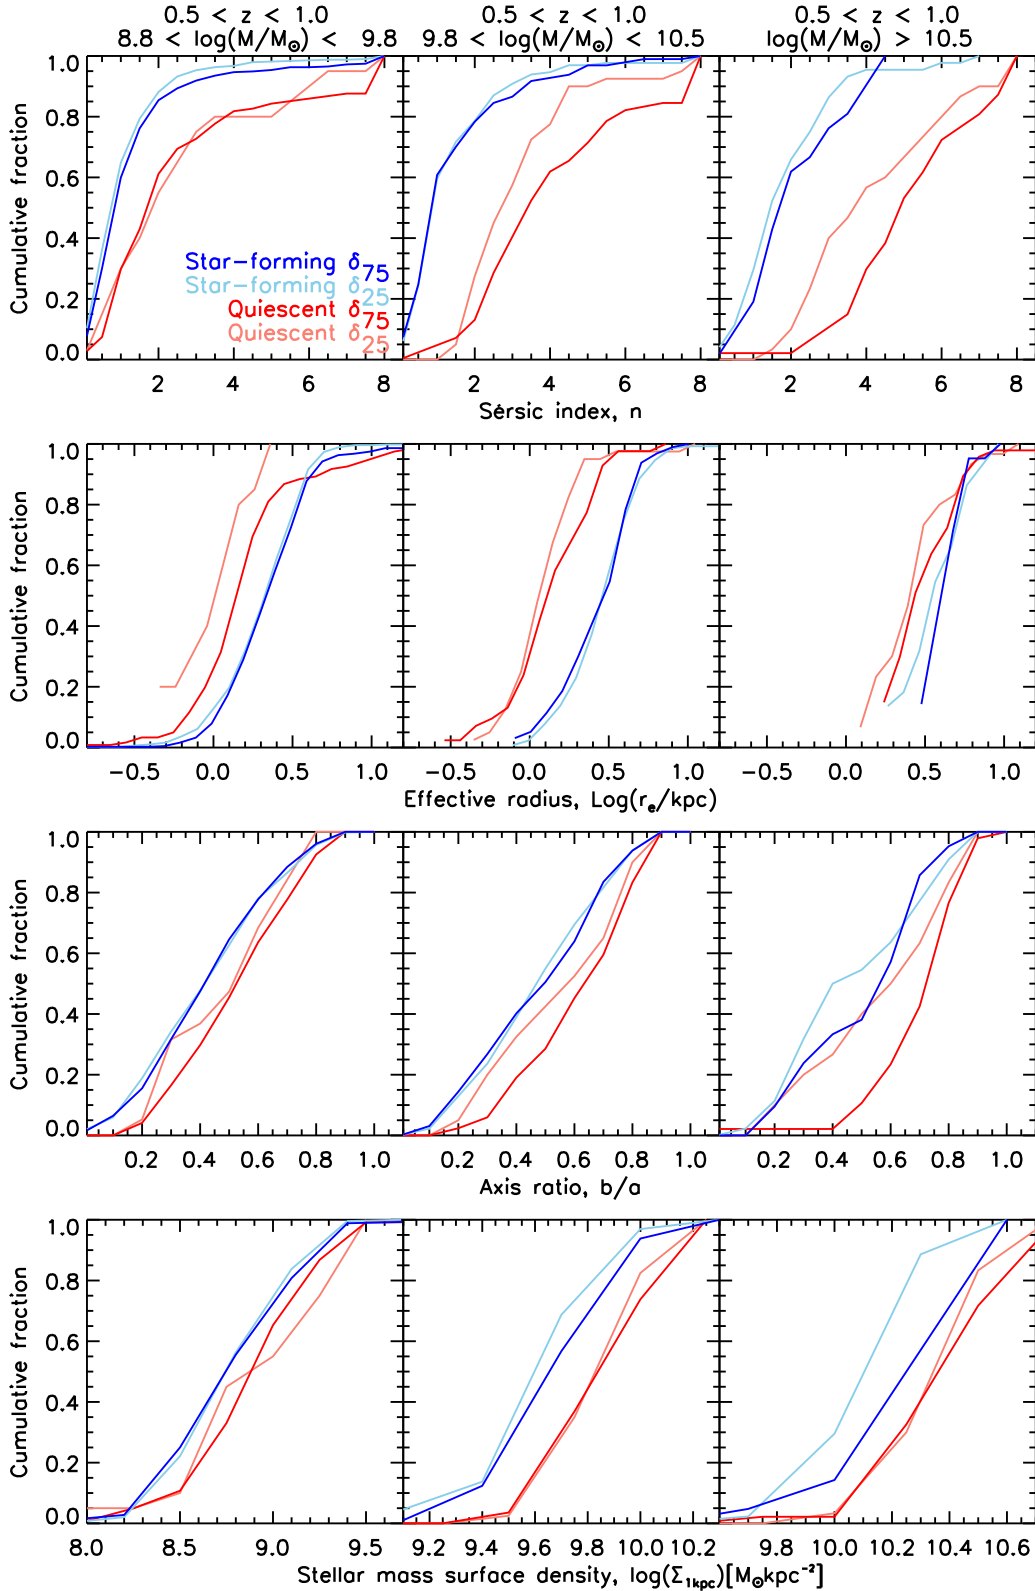 0.5 < z < 1.0
8.8 < log(M/M⊙) < 9.8
0.5 < z < 1.0
9.8 < log(M/M⊙) < 10.5
0.5 < z < 1.0
log(M/M⊙) > 10.5
Cumulative fraction
1.0
0.8
0.6
0.4
0.2
0.0
Star-forming δ75
Star-forming δ25
Quiescent δ75
Quiescent δ25
2 4 6 8
2 4 6 8
2 4 6 8
Sérsic index, n
Cumulative fraction
1.0
0.8
0.6
0.4
0.2
0.0
-0.5 0.0 0.5 1.0
-0.5 0.0 0.5 1.0
-0.5 0.0 0.5 1.0
Effective radius, Log(re/kpc)
Cumulative fraction
1.0
0.8
0.6
0.4
0.2
0.0
0.2 0.4 0.6 0.8 1.0
0.2 0.4 0.6 0.8 1.0
0.2 0.4 0.6 0.8 1.0
Axis ratio, b/a
Cumulative fraction
1.0
0.8
0.6
0.4
0.2
0.0
8.0 8.5 9.0 9.5
9.2 9.4 9.6 9.8 10.0 10.2
9.8 10.0 10.2 10.4 10.6
Stellar mass surface density, log(Σ1kpc)[M⊙kpc⁻²]